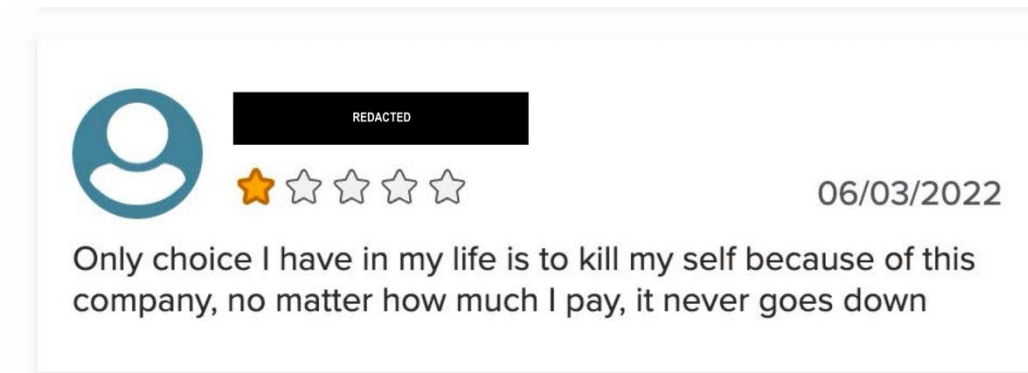 REDACTED
06/03/2022
Only choice I have in my life is to kill my self because of this
company, no matter how much I pay, it never goes down